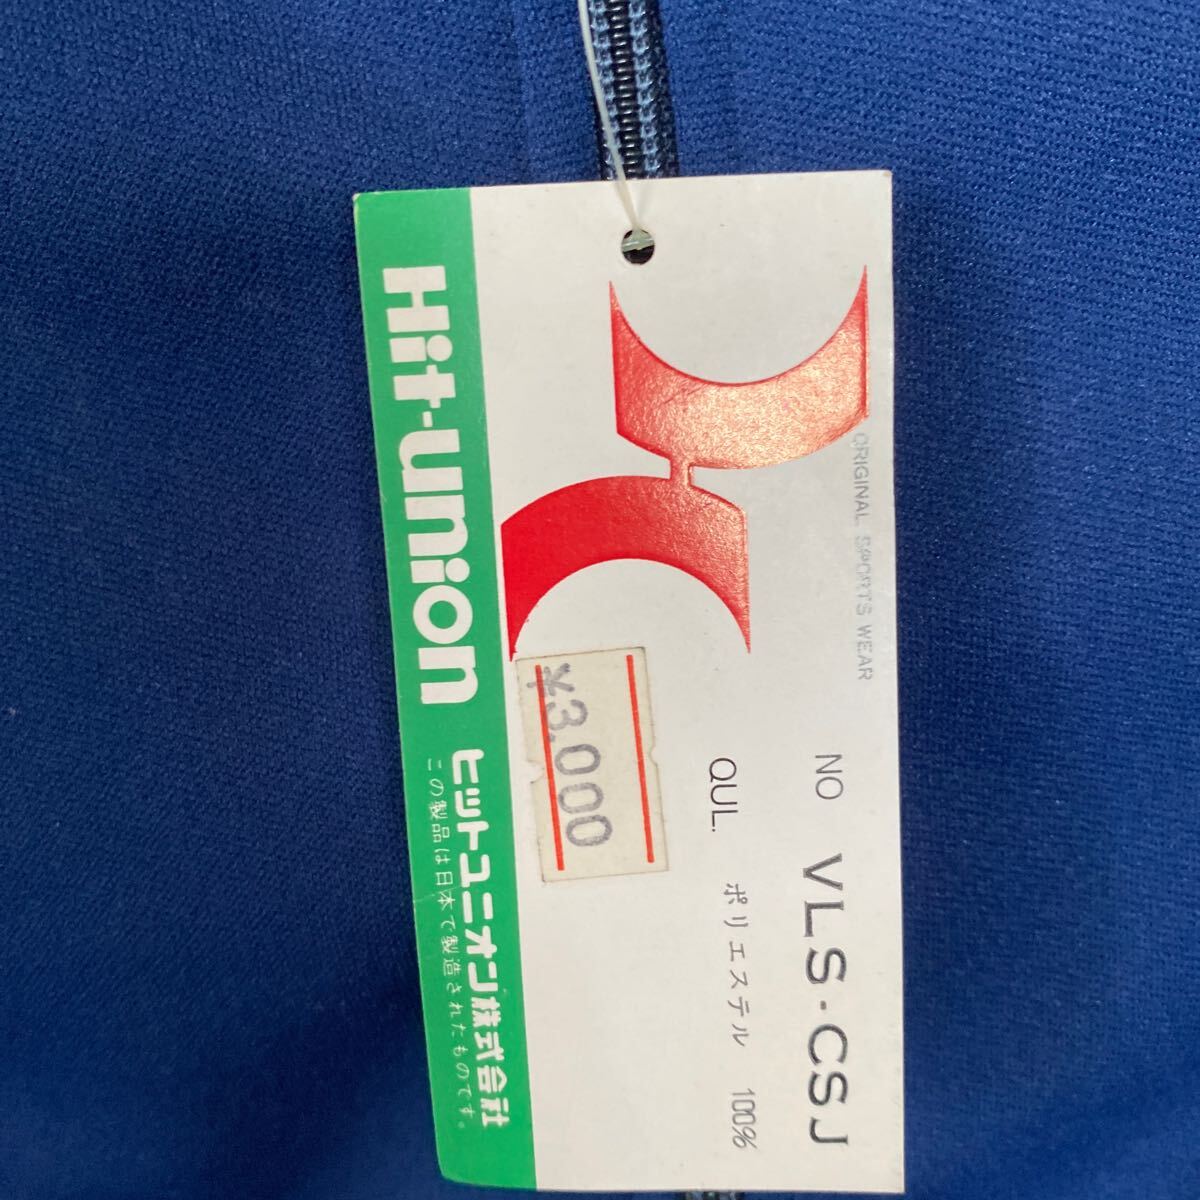 ORIGINAL SPORTS WEAR
NO VLS・CSJ
QUL. ポリエステル 100%
¥3,000
Hit-union ヒットユニオン株式会社
この製品は日本で製造されたものです。